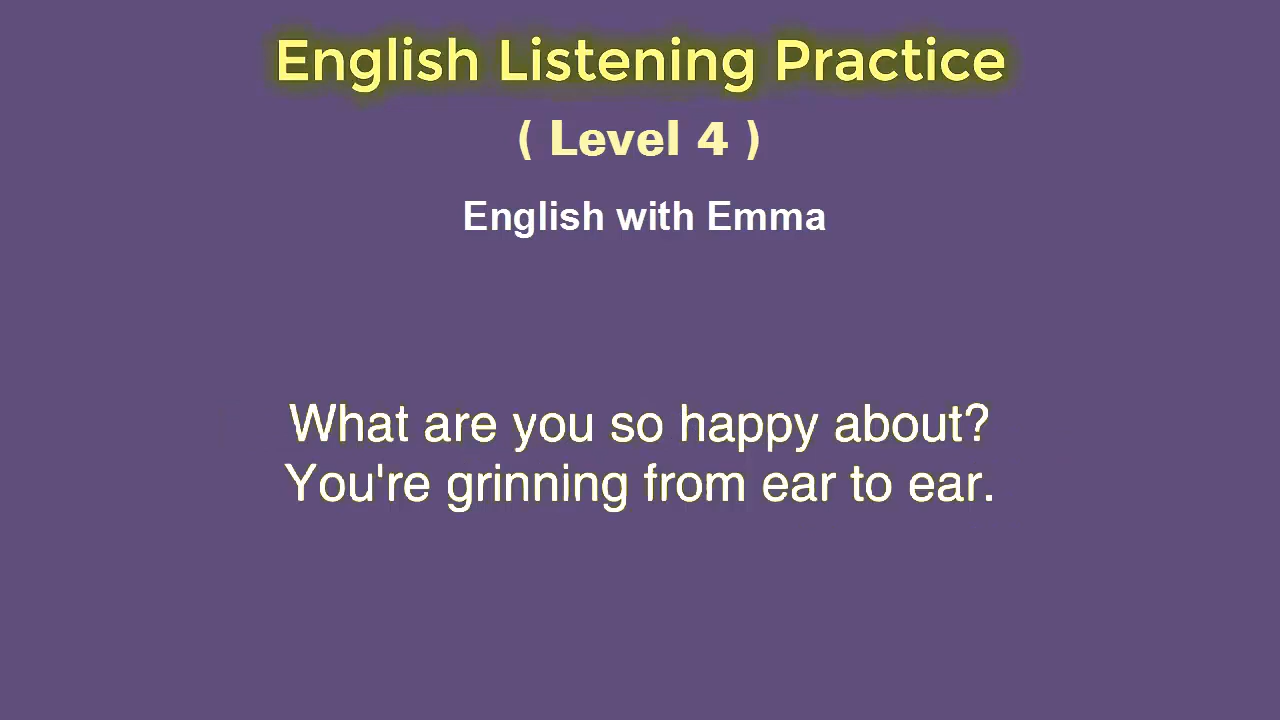 English Listening Practice
( Level 4 )
English with Emma
What are you so happy about?
You're grinning from ear to ear.